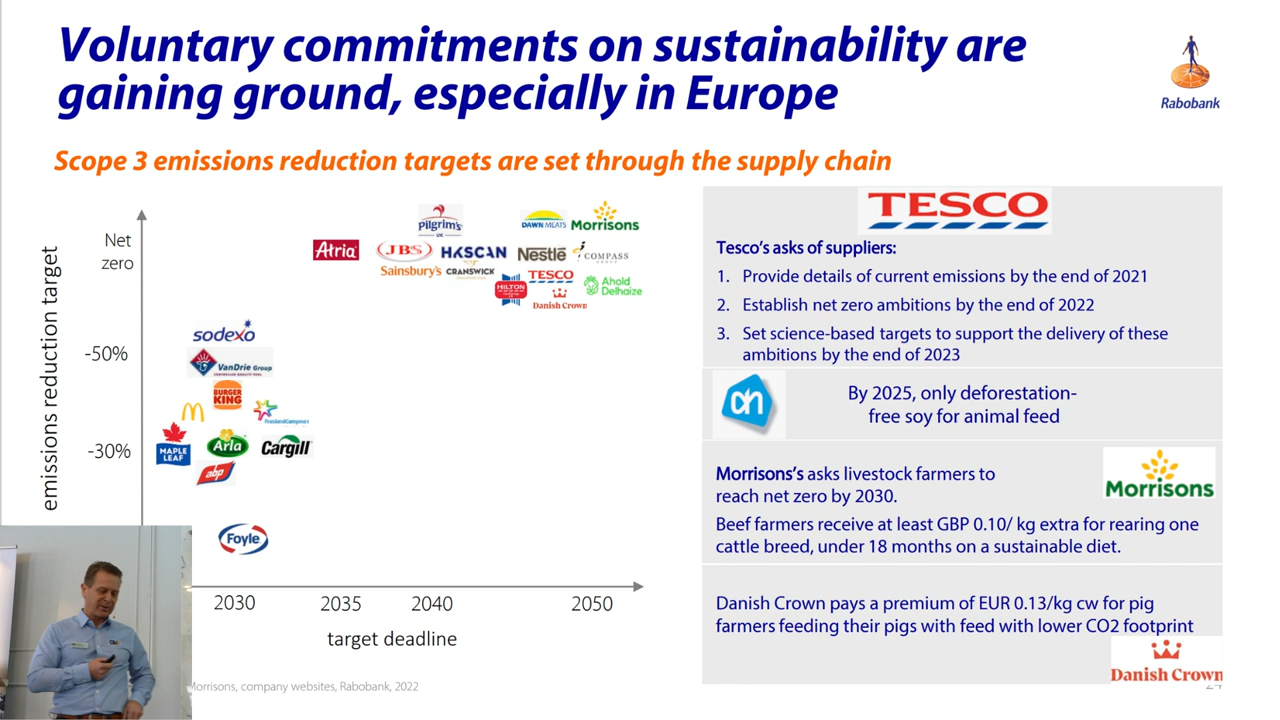 Voluntary commitments on sustainability are
gaining ground, especially in Europe
Rabobank
Scope 3 emissions reduction targets are set through the supply chain
emissions reduction target
Net
zero
-50%
-30%
Pilgrim's
UK
DAWN MEATS
Morrisons
Atria
JBS
HKSCAN
Nestlē
COMPASS
GROUP
Sainsbury's
CRANSWICK
HILTON
TESCO
Ahold
Delhaize
Danish Crown
sodexo
VanDrie Group
BURGER
KING
FrieslandCampina
MAPLE
LEAF
Arla
Cargill
abp
Foyle
2030
2035
2040
2050
target deadline
Morrisons, company websites, Rabobank, 2022
TESCO
Tesco's asks of suppliers:
1. Provide details of current emissions by the end of 2021
2. Establish net zero ambitions by the end of 2022
3. Set science-based targets to support the delivery of these
ambitions by the end of 2023
ah
By 2025, only deforestation-
free soy for animal feed
Morrisons's asks livestock farmers to
reach net zero by 2030.
Morrisons
Beef farmers receive at least GBP 0.10/ kg extra for rearing one
cattle breed, under 18 months on a sustainable diet.
Danish Crown pays a premium of EUR 0.13/kg cw for pig
farmers feeding their pigs with feed with lower CO2 footprint
Danish Crown